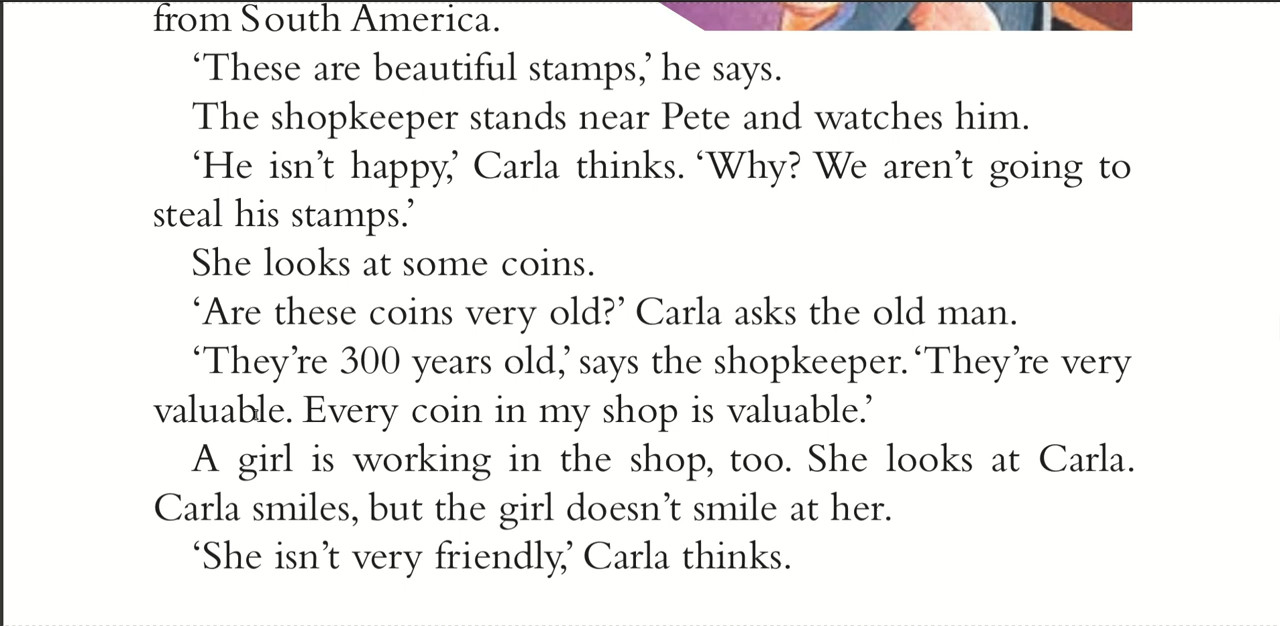 from South America.
‘These are beautiful stamps,’ he says.
The shopkeeper stands near Pete and watches him.
‘He isn’t happy,’ Carla thinks. ‘Why? We aren’t going to
steal his stamps.’
She looks at some coins.
‘Are these coins very old?’ Carla asks the old man.
‘They’re 300 years old,’ says the shopkeeper. ‘They’re very
valuable. Every coin in my shop is valuable.’
A girl is working in the shop, too. She looks at Carla.
Carla smiles, but the girl doesn’t smile at her.
‘She isn’t very friendly,’ Carla thinks.